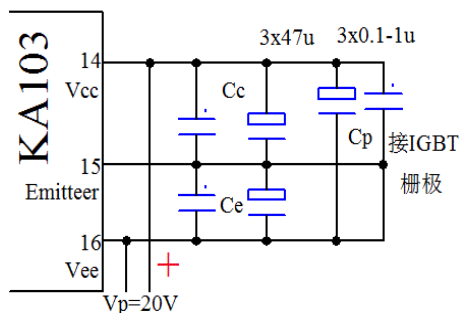 KA103
14
Vcc
15
Emitteer
16
Vee
3x47u
3x0.1-1u
Cc
Cp
Ce
接IGBT
栅极
+
Vp=20V